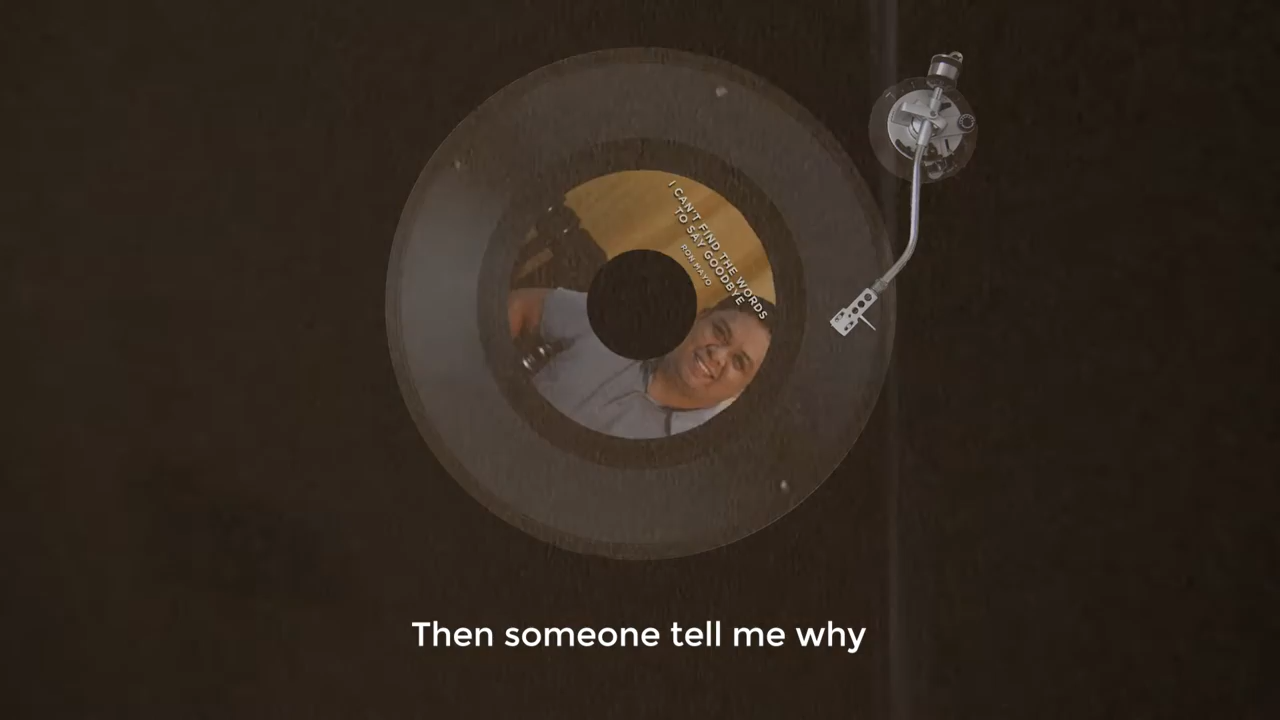 I CAN'T FIND THE WORDS
TO SAY GOODBYE
RON MAYO
Then someone tell me why